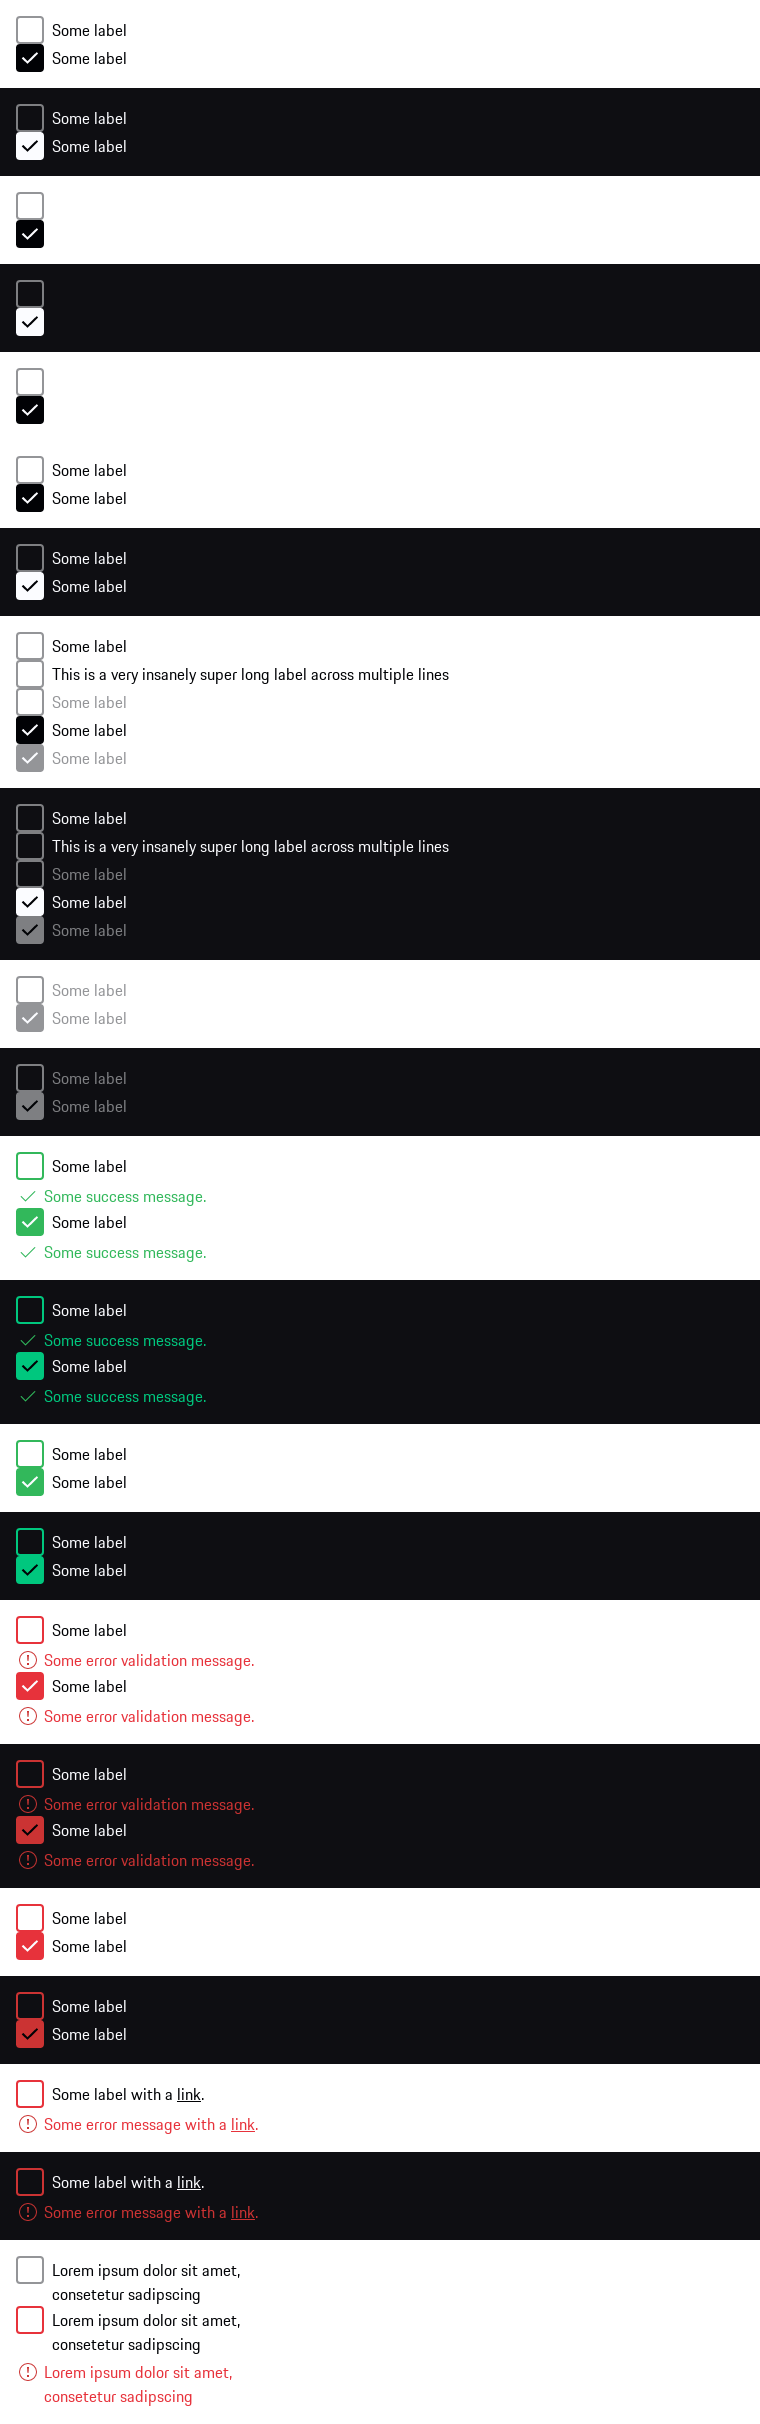 Some label
Some label
Some label
Some label
Some label
Some label
Some label
Some label
Some label
This is a very insanely super long label across multiple lines
Some label
Some label
Some label
Some label
This is a very insanely super long label across multiple lines
Some label
Some label
Some label
Some label
Some label
Some label
Some label
Some label
Some success message.
Some label
Some success message.
Some label
Some success message.
Some label
Some success message.
Some label
Some label
Some label
Some label
Some label
Some error validation message.
Some label
Some error validation message.
Some label
Some error validation message.
Some label
Some error validation message.
Some label
Some label
Some label
Some label
Some label with a link.
Some error message with a link.
Some label with a link.
Some error message with a link.
Lorem ipsum dolor sit amet,
consetetur sadipscing
Lorem ipsum dolor sit amet,
consetetur sadipscing
Lorem ipsum dolor sit amet,
consetetur sadipscing